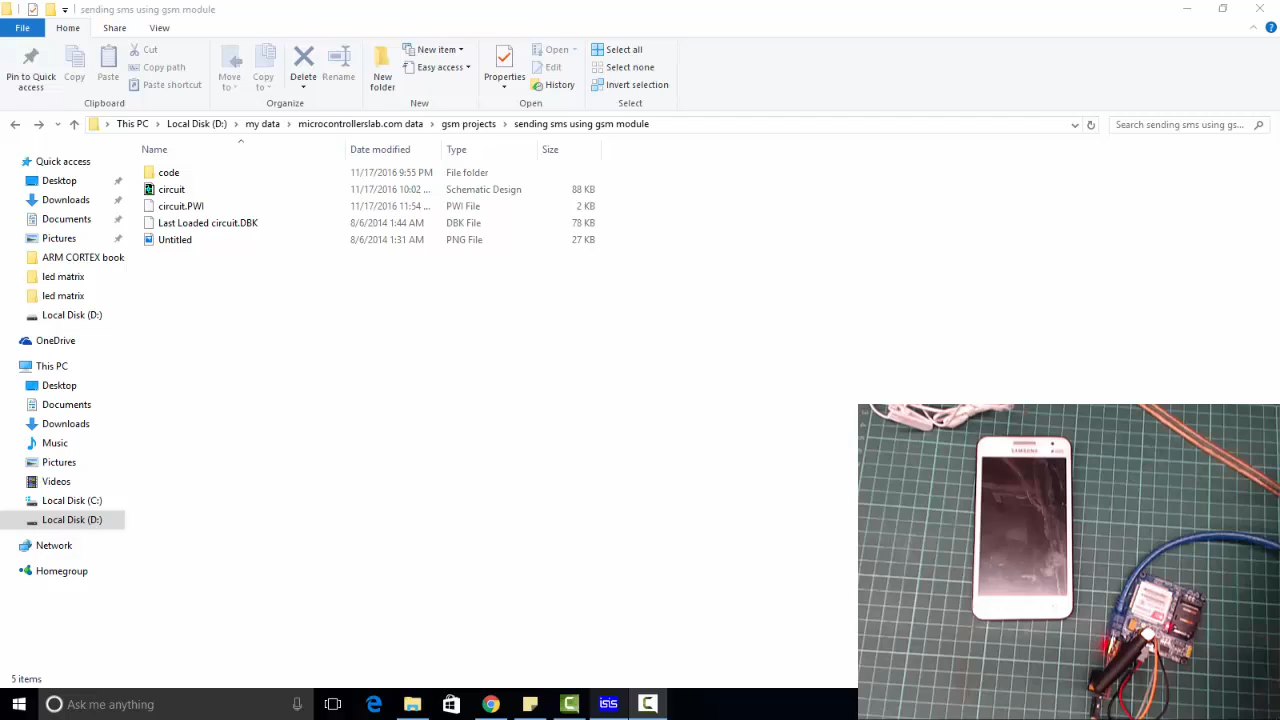 sending sms using gsm module
File Home Share View
Pin to Quick access
Copy
Paste
Cut
Copy path
Paste shortcut
Clipboard
Move to
Copy to
Delete
Rename
Organize
New folder
New item
Easy access
New
Properties
Open
Edit
History
Open
Select all
Select none
Invert selection
Select
This PC Local Disk (D:) my data microcontrollerslab.com data gsm projects sending sms using gsm module
Search sending sms using gs...
Name Date modified Type Size
code 11/17/2016 9:55 PM File folder
circuit 11/17/2016 10:02 ... Schematic Design 88 KB
circuit.PWI 11/17/2016 11:54 ... PWI File 2 KB
Last Loaded circuit.DBK 8/6/2014 1:44 AM DBK File 78 KB
Untitled 8/6/2014 1:31 AM PNG File 27 KB
Quick access
Desktop
Downloads
Documents
Pictures
ARM CORTEX book
led matrix
led matrix
Local Disk (D:)
OneDrive
This PC
Desktop
Documents
Downloads
Music
Pictures
Videos
Local Disk (C:)
Local Disk (D:)
Network
Homegroup
5 items
SAMSUNG
Ask me anything
ISIS